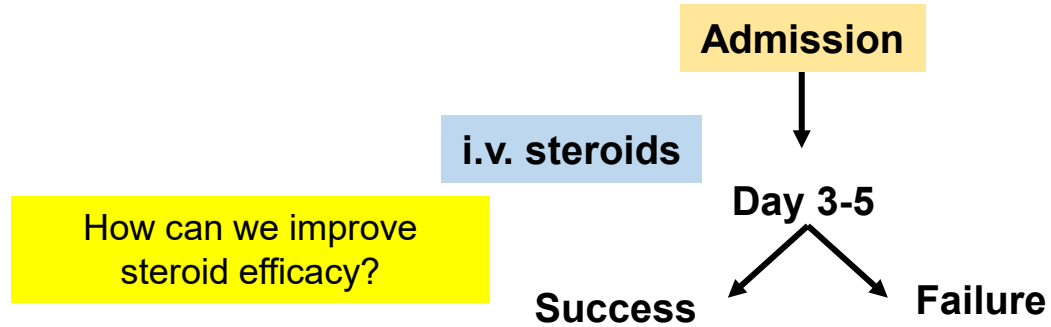 Admission
i.v. steroids
Day 3-5
How can we improve
steroid efficacy?
Success
Failure